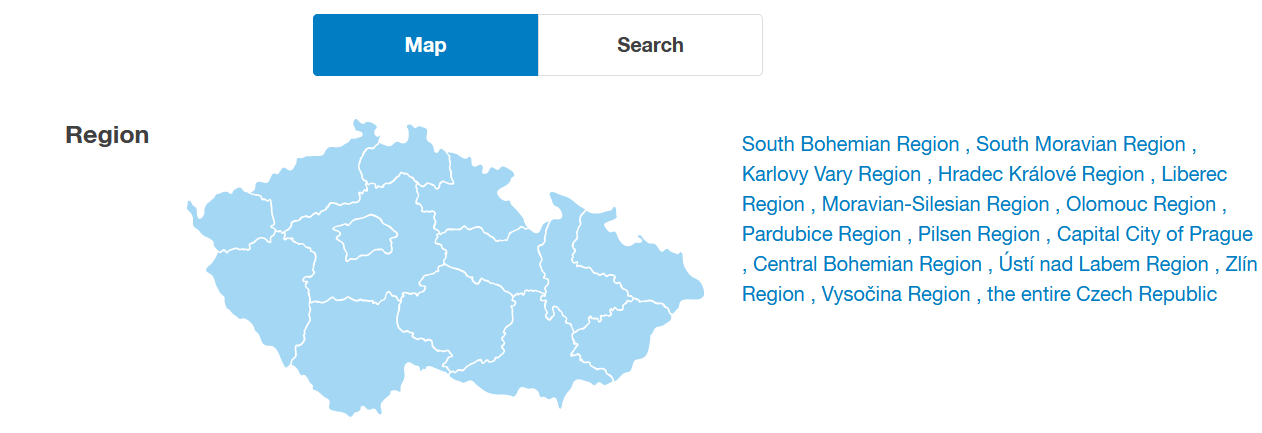 Map
Search
Region
South Bohemian Region , South Moravian Region ,
Karlovy Vary Region , Hradec Králové Region , Liberec
Region , Moravian-Silesian Region , Olomouc Region ,
Pardubice Region , Pilsen Region , Capital City of Prague
, Central Bohemian Region , Ústí nad Labem Region , Zlín
Region , Vysočina Region , the entire Czech Republic